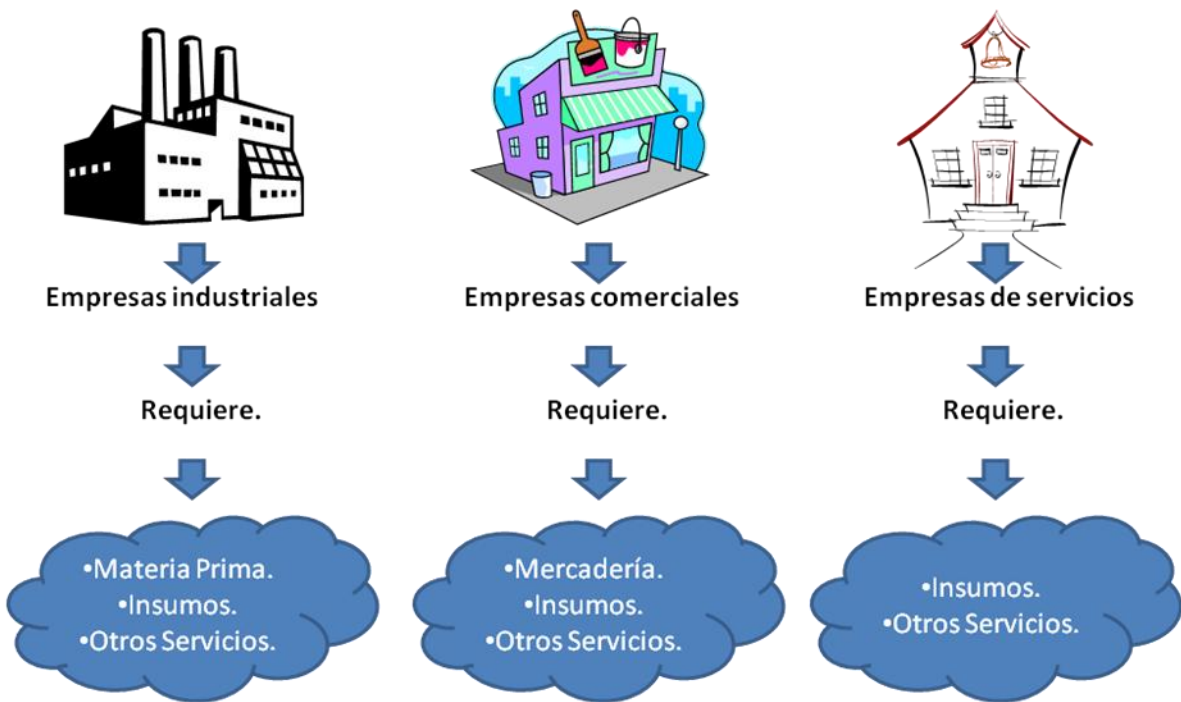 Empresas industriales
Empresas comerciales
Empresas de servicios
Requiere.
Requiere.
Requiere.
•Materia Prima.
•Insumos.
•Otros Servicios.
•Mercadería.
•Insumos.
•Otros Servicios.
•Insumos.
•Otros Servicios.